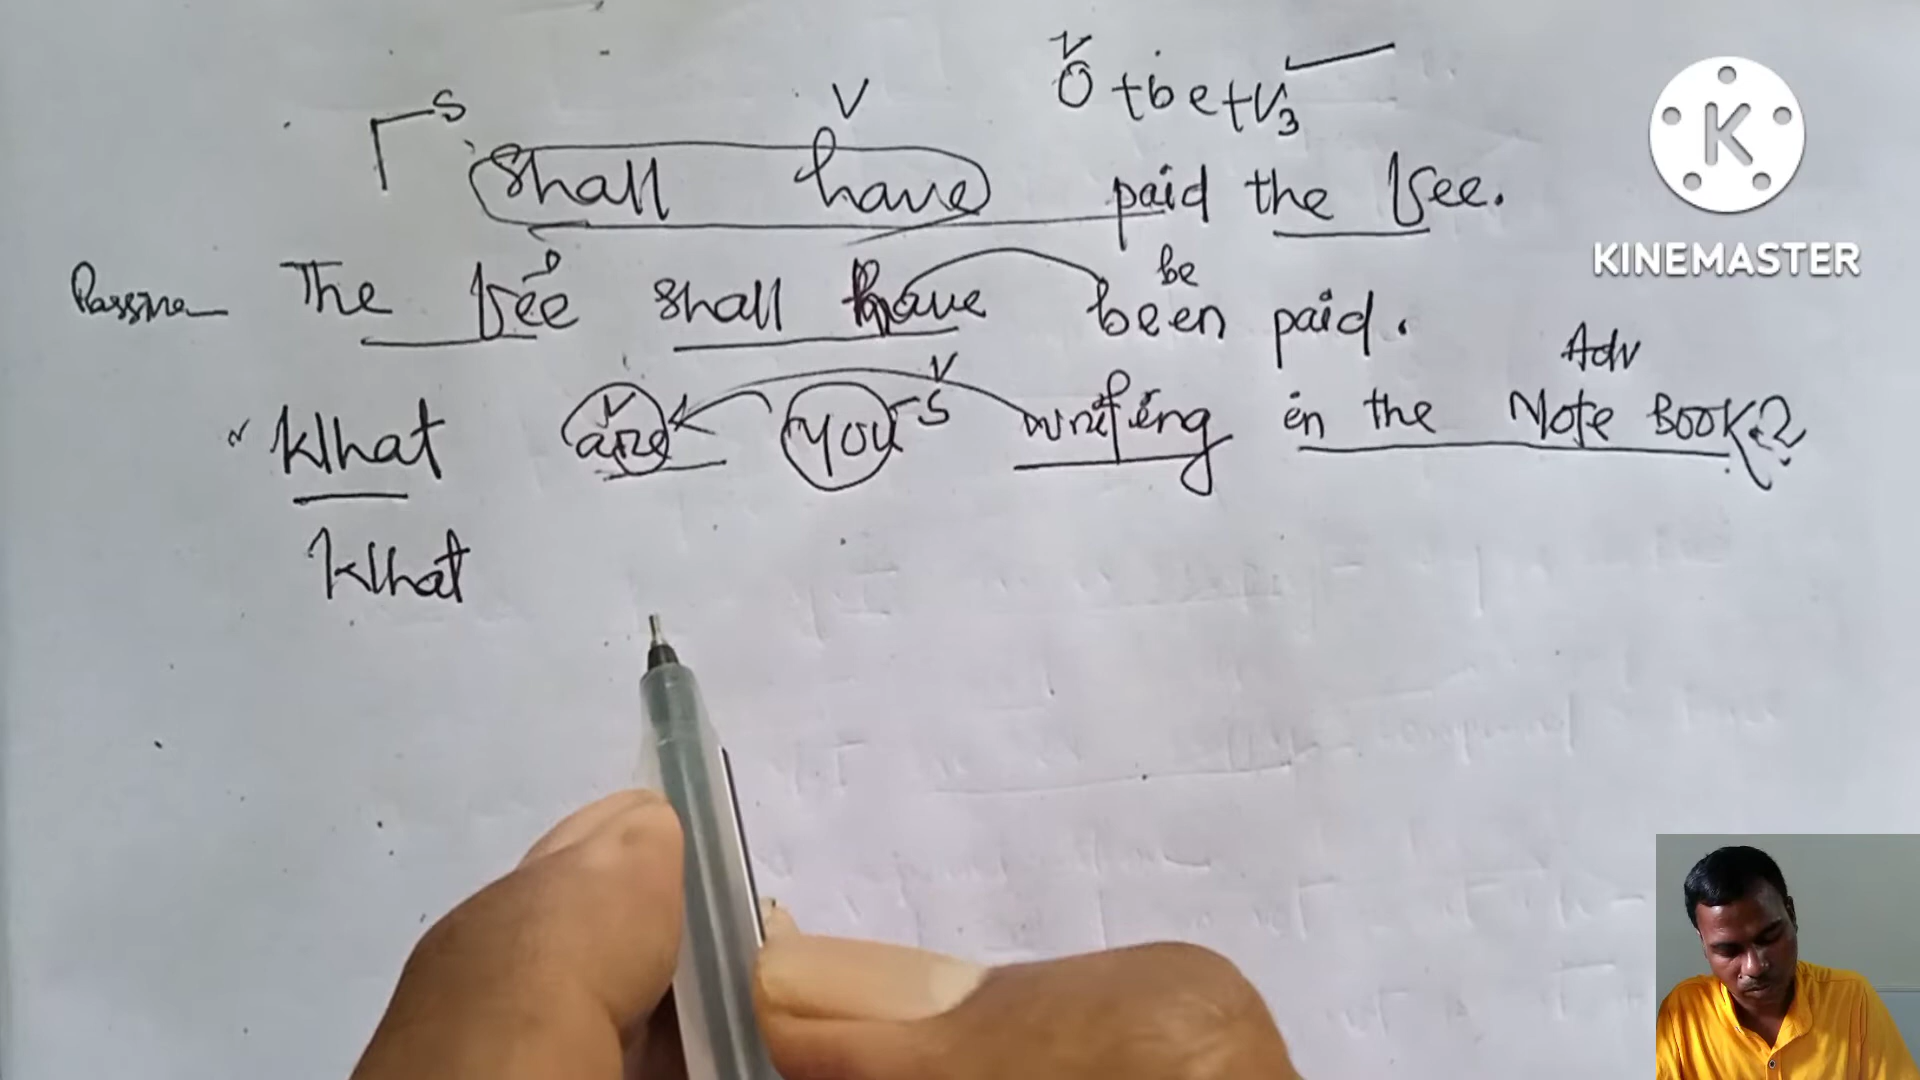 V
O + be + V3
S V
I shall have paid the fee.
KINEMASTER
O be
Passive The fee shall have been paid.
Adv
V S V
What are you writing in the Note Book?
What